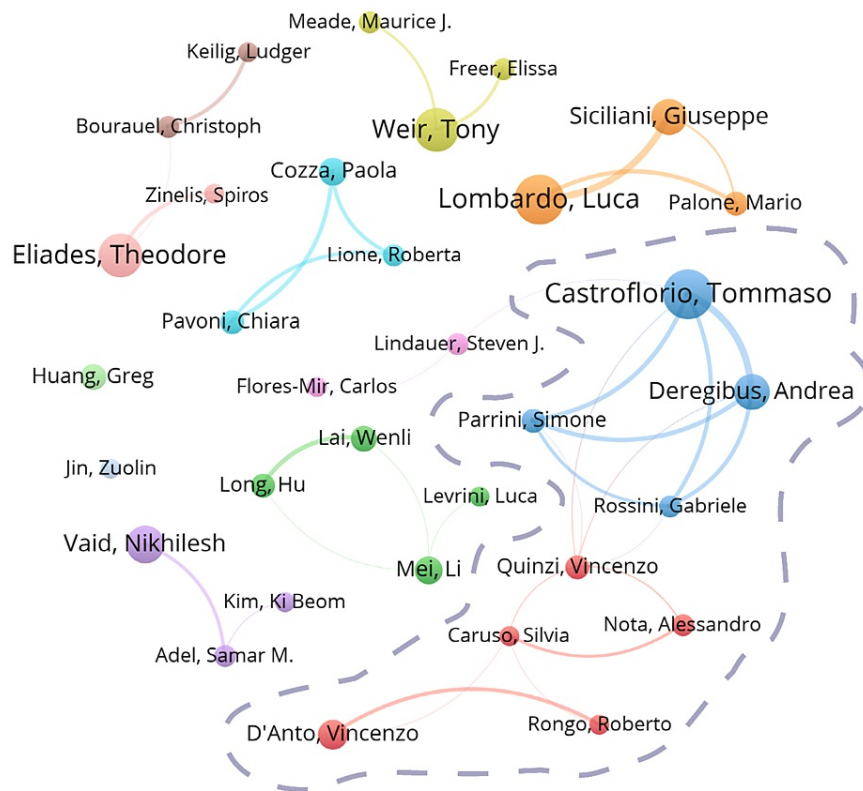 Meade, Maurice J.
Keilig, Ludger
Freer, Elissa
Siciliani, Giuseppe
Bourauel, Christoph
Weir, Tony
Cozza, Paola
Zinelis, Spiros
Lombardo, Luca
Palone, Mario
Eliades, Theodore
Lione, Roberta
Castroflorio, Tommaso
Pavoni, Chiara
Lindauer, Steven J.
Huang, Greg
Flores-Mir, Carlos
Deregibus, Andrea
Parrini, Simone
Lai, Wenli
Jin, Zuolin
Long, Hu
Levrini, Luca
Rossini, Gabriele
Vaid, Nikhilesh
Mei, Li
Quinzi, Vincenzo
Kim, Ki Beom
Nota, Alessandro
Caruso, Silvia
Adel, Samar M.
Rongo, Roberto
D'Anto, Vincenzo